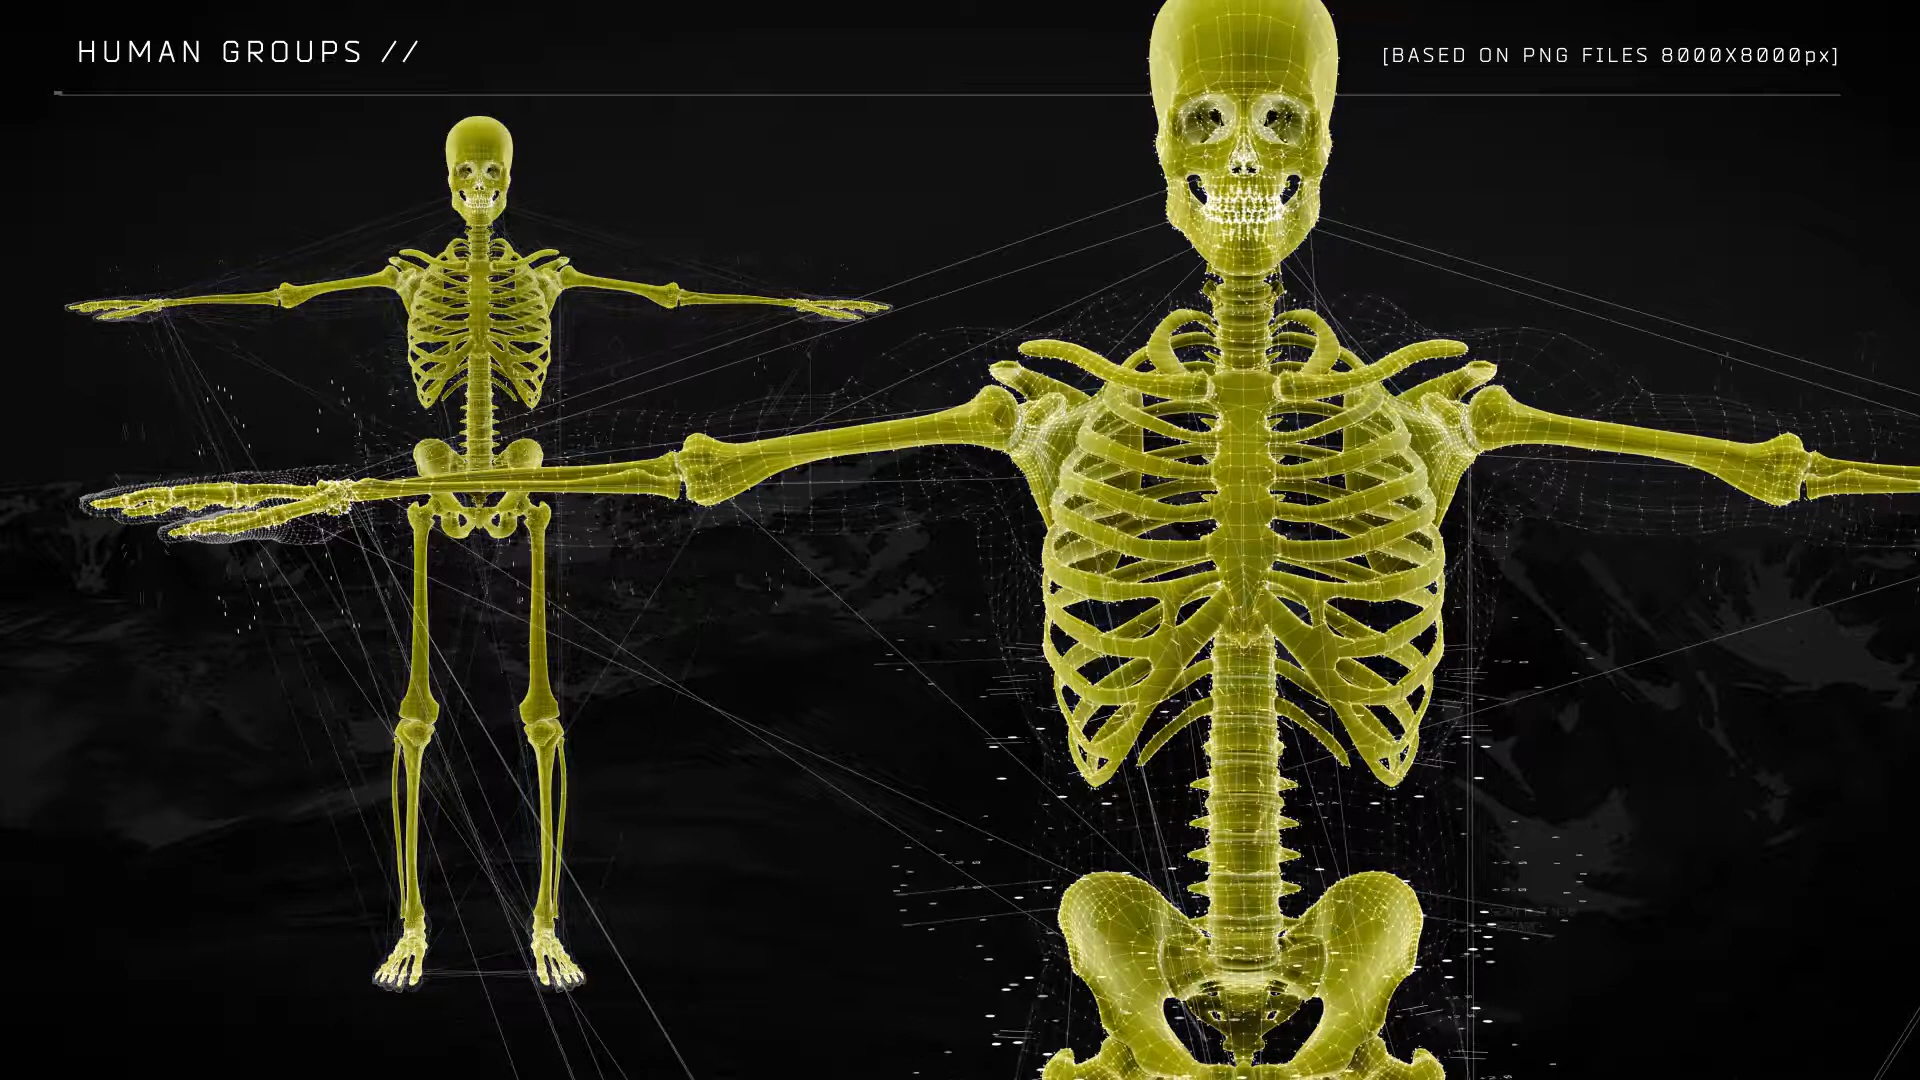 HUMAN GROUPS //
[BASED ON PNG FILES 8000X8000px]